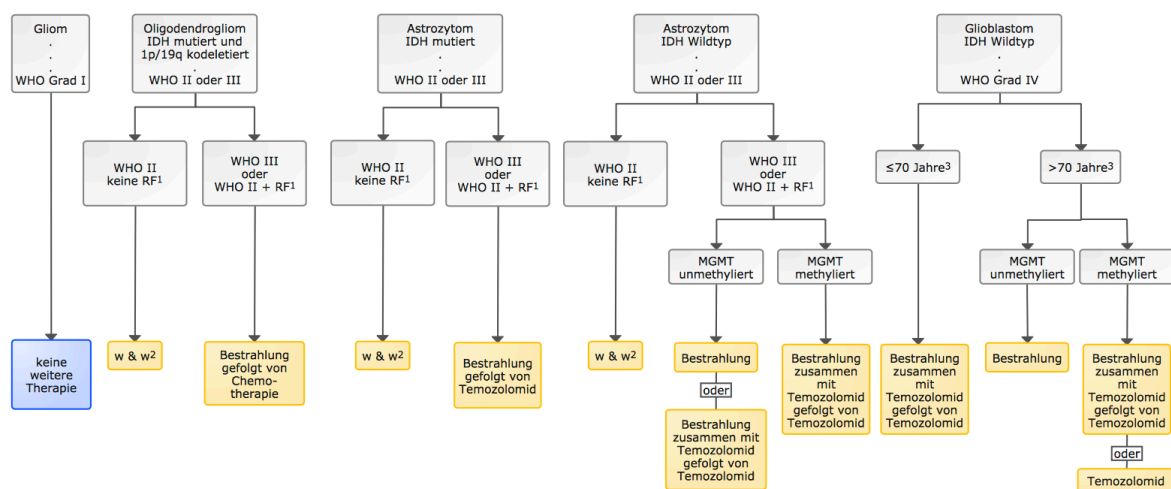 Gliom
.
.
WHO Grad I
Oligodendrogliom
IDH mutiert und
1p/19q kodeletiert
.
WHO II oder III
Astrozytom
IDH mutiert
.
.
WHO II oder III
Astrozytom
IDH Wildtyp
.
.
WHO II oder III
Glioblastom
IDH Wildtyp
.
.
WHO Grad IV
WHO II
keine RF¹
WHO III
oder
WHO II + RF¹
WHO II
keine RF¹
WHO III
oder
WHO II + RF¹
WHO II
keine RF¹
WHO III
oder
WHO II + RF¹
≤70 Jahre³
>70 Jahre³
MGMT
unmethyliert
MGMT
methyliert
MGMT
unmethyliert
MGMT
methyliert
keine
weitere
Therapie
w & w²
Bestrahlung
gefolgt von
Chemo-
therapie
w & w²
Bestrahlung
gefolgt von
Temozolomid
w & w²
Bestrahlung
oder
Bestrahlung
zusammen mit
Temozolomid
gefolgt von
Temozolomid
Bestrahlung
zusammen
mit
Temozolomid
gefolgt von
Temozolomid
Bestrahlung
zusammen
mit
Temozolomid
gefolgt von
Temozolomid
Bestrahlung
Bestrahlung
zusammen
mit
Temozolomid
gefolgt von
Temozolomid
oder
Temozolomid